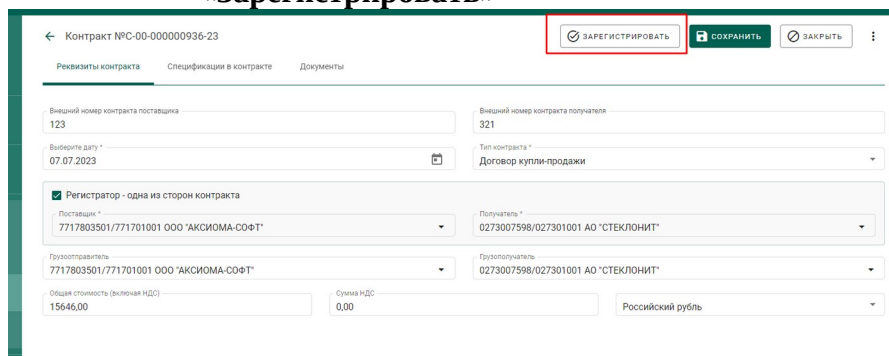 «Зарегистрировать»
Контракт №С-00-000000936-23
ЗАРЕГИСТРИРОВАТЬ
СОХРАНИТЬ
ЗАКРЫТЬ
Реквизиты контракта Спецификации в контракте Документы
Внешний номер контракта поставщика
123
Внешний номер контракта получателя
321
Выберите дату *
07.07.2023
Тип контракта *
Договор купли-продажи
Регистратор - одна из сторон контракта
Поставщик *
7717803501/771701001 ООО "АКСИОМА-СОФТ"
Получатель *
0273007598/027301001 АО "СТЕКЛОНИТ"
Грузоотправитель
7717803501/771701001 ООО "АКСИОМА-СОФТ"
Грузополучатель
0273007598/027301001 АО "СТЕКЛОНИТ"
Общая стоимость (включая НДС)
15646,00
Сумма НДС
0,00
Российский рубль